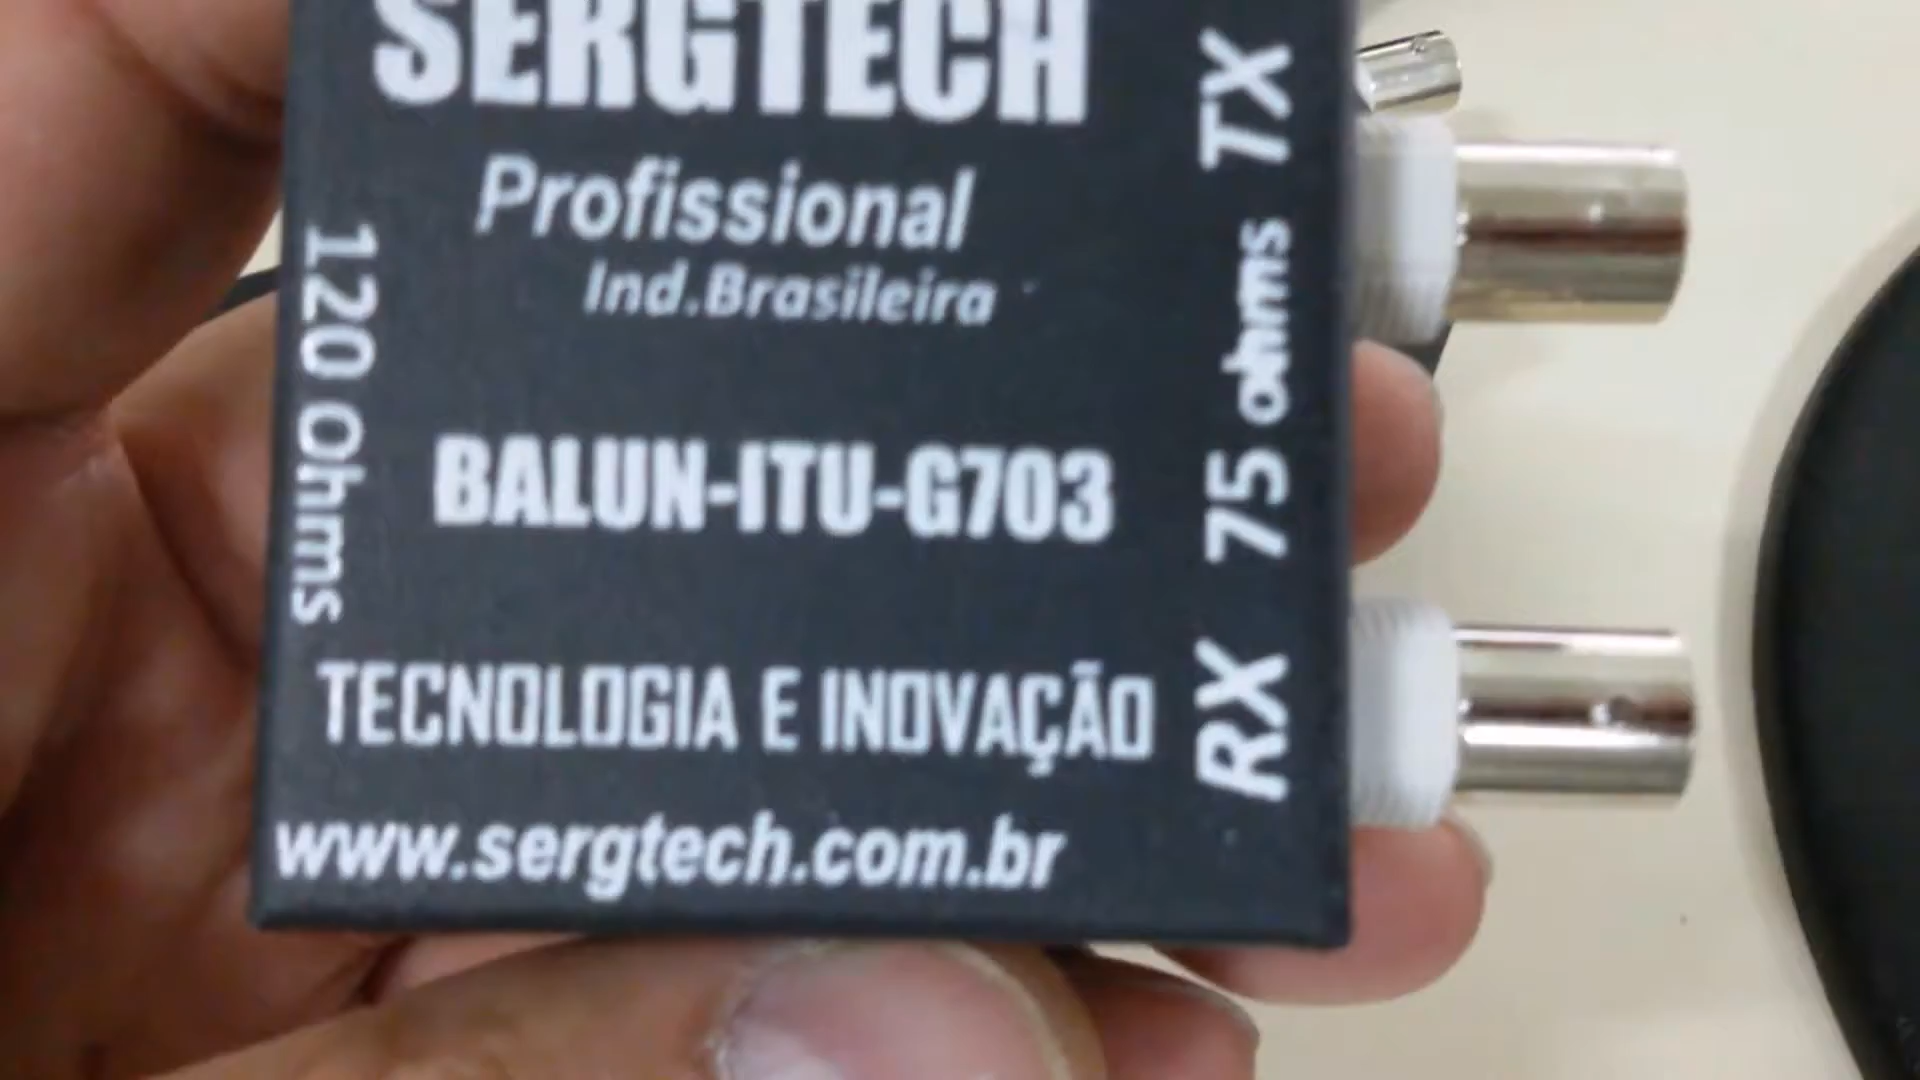 SERGTECH
Profissional
Ind.Brasileira
120 Ohms
BALUN-ITU-G703
TECNOLOGIA E INOVAÇÃO
www.sergtech.com.br
RX 75 ohms TX